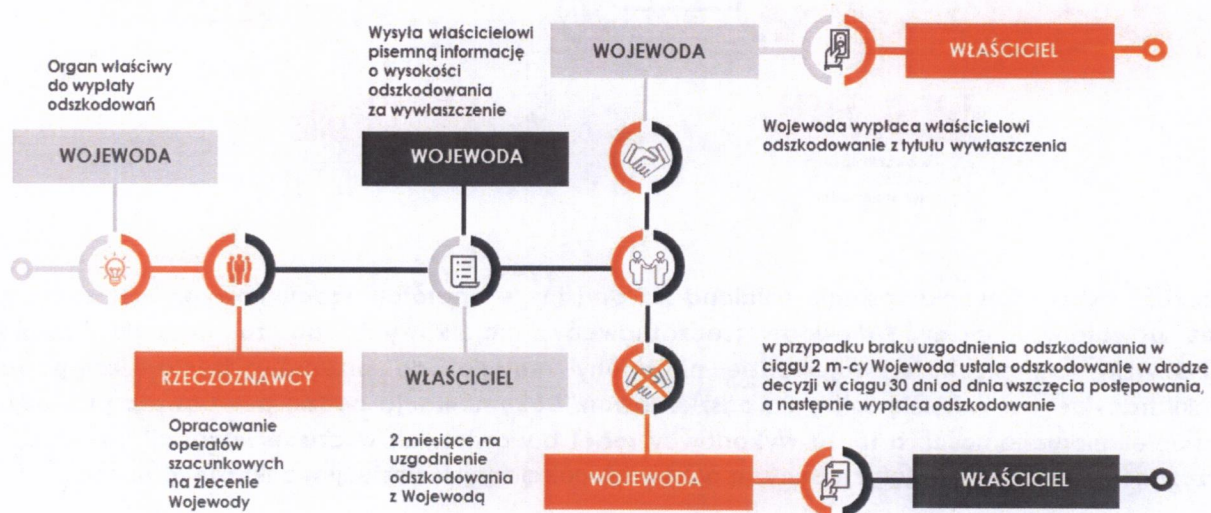 Organ właściwy
do wypłaty
odszkodowań
WOJEWODA
RZECZOZNAWCY
Opracowanie
operatów
szacunkowych
na zlecenie
Wojewody
Wysyła właścicielowi
pisemną informację
o wysokości
odszkodowania
za wywłaszczenie
WOJEWODA
WŁAŚCICIEL
2 miesiące na
uzgodnienie
odszkodowania
z Wojewodą
WOJEWODA
WŁAŚCICIEL
Wojewoda wypłaca właścicielowi
odszkodowanie z tytułu wywłaszczenia
w przypadku braku uzgodnienia odszkodowania w
ciągu 2 m-cy Wojewoda ustala odszkodowanie w drodze
decyzji w ciągu 30 dni od dnia wszczęcia postępowania,
a następnie wypłaca odszkodowanie
WOJEWODA
WŁAŚCICIEL